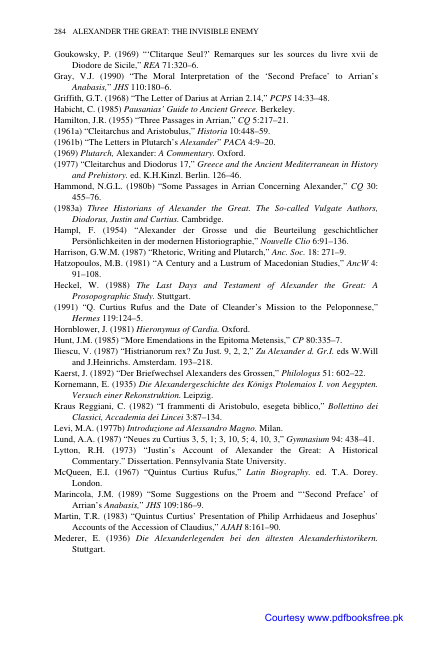 284 ALEXANDER THE GREAT: THE INVISIBLE ENEMY
Goukowsky, P. (1969) “‘Clitarque Seul?’ Remarques sur les sources du livre xvii de
Diodore de Sicile,” REA 71:320–6.
Gray, V.J. (1990) “The Moral Interpretation of the ‘Second Preface’ to Arrian’s
Anabasis,” JHS 110:180–6.
Griffith, G.T. (1968) “The Letter of Darius at Arrian 2.14,” PCPS 14:33–48.
Habicht, C. (1985) Pausanias’ Guide to Ancient Greece. Berkeley.
Hamilton, J.R. (1955) “Three Passages in Arrian,” CQ 5:217–21.
(1961a) “Cleitarchus and Aristobulus,” Historia 10:448–59.
(1961b) “The Letters in Plutarch’s Alexander” PACA 4:9–20.
(1969) Plutarch, Alexander: A Commentary. Oxford.
(1977) “Cleitarchus and Diodorus 17,” Greece and the Ancient Mediterranean in History
and Prehistory. ed. K.H.Kinzl. Berlin. 126–46.
Hammond, N.G.L. (1980b) “Some Passages in Arrian Concerning Alexander,” CQ 30:
455–76.
(1983a) Three Historians of Alexander the Great. The So-called Vulgate Authors,
Diodorus, Justin and Curtius. Cambridge.
Hampl, F. (1954) “Alexander der Grosse und die Beurteilung geschichtlicher
Persönlichkeiten in der modernen Historiographie,” Nouvelle Clio 6:91–136.
Harrison, G.W.M. (1987) “Rhetoric, Writing and Plutarch,” Anc. Soc. 18: 271–9.
Hatzopoulos, M.B. (1981) “A Century and a Lustrum of Macedonian Studies,” AncW 4:
91–108.
Heckel, W. (1988) The Last Days and Testament of Alexander the Great: A
Prosopographic Study. Stuttgart.
(1991) “Q. Curtius Rufus and the Date of Cleander’s Mission to the Peloponnese,”
Hermes 119:124–5.
Hornblower, J. (1981) Hieronymus of Cardia. Oxford.
Hunt, J.M. (1985) “More Emendations in the Epitoma Metensis,” CP 80:335–7.
Iliescu, V. (1987) “Histrianorum rex? Zu Just. 9, 2, 2,” Zu Alexander d. Gr.I. eds W.Will
and J.Heinrichs. Amsterdam. 193–218.
Kaerst, J. (1892) “Der Briefwechsel Alexanders des Grossen,” Philologus 51: 602–22.
Kornemann, E. (1935) Die Alexandergeschichte des Königs Ptolemaios I. von Aegypten.
Versuch einer Rekonstruktion. Leipzig.
Kraus Reggiani, C. (1982) “I frammenti di Aristobulo, esegeta biblico,” Bollettino dei
Classici, Accademia dei Lincei 3:87–134.
Levi, M.A. (1977b) Introduzione ad Alessandro Magno. Milan.
Lund, A.A. (1987) “Neues zu Curtius 3, 5, 1; 3, 10, 5; 4, 10, 3,” Gymnasium 94: 438–41.
Lytton, R.H. (1973) “Justin’s Account of Alexander the Great: A Historical
Commentary.” Dissertation. Pennsylvania State University.
McQueen, E.I. (1967) “Quintus Curtius Rufus,” Latin Biography. ed. T.A. Dorey.
London.
Marincola, J.M. (1989) “Some Suggestions on the Proem and “‘Second Preface’ of
Arrian’s Anabasis,” JHS 109:186–9.
Martin, T.R. (1983) “Quintus Curtius’ Presentation of Philip Arrhidaeus and Josephus’
Accounts of the Accession of Claudius,” AJAH 8:161–90.
Mederer, E. (1936) Die Alexanderlegenden bei den ältesten Alexanderhistorikern.
Stuttgart.
Courtesy www.pdfbooksfree.pk